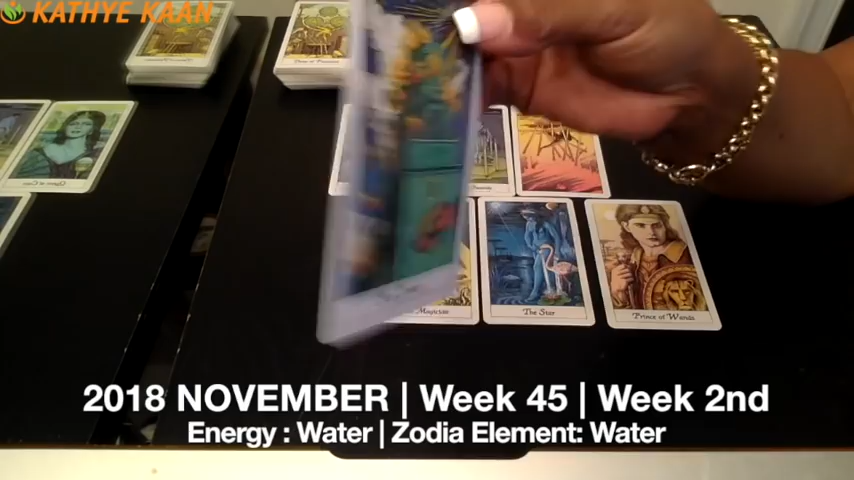 KATHYE KAAN
Queen of Cups
Magician
The Star
Prince of Wands
2018 NOVEMBER | Week 45 | Week 2nd
Energy : Water | Zodia Element: Water